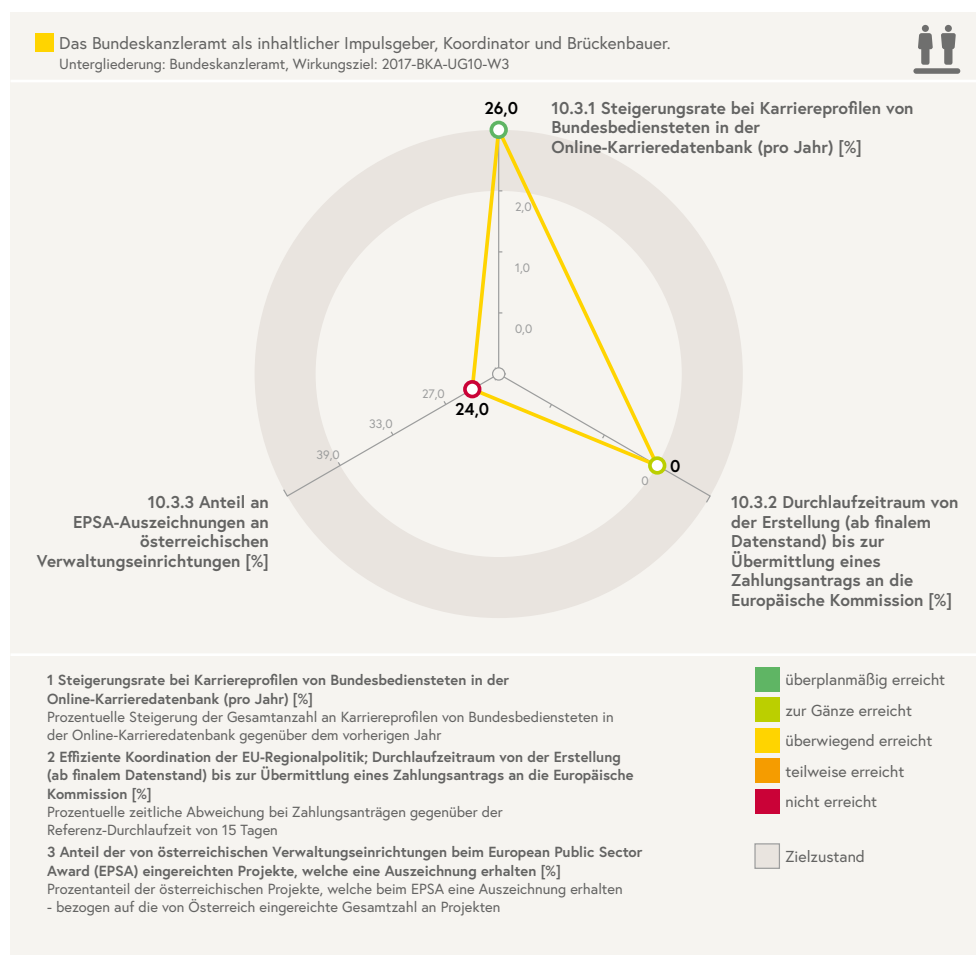 Das Bundeskanzleramt als inhaltlicher Impulsgeber, Koordinator und Brückenbauer.
Untergliederung: Bundeskanzleramt, Wirkungsziel: 2017-BKA-UG10-W3
26,0
10.3.1 Steigerungsrate bei Karriereprofilen von
Bundesbediensteten in der
Online-Karrieredatenbank (pro Jahr) [%]
2,0
1,0
0,0
27,0
24,0
33,0
39,0
0
0
10.3.3 Anteil an
EPSA-Auszeichnungen an
österreichischen
Verwaltungseinrichtungen [%]
10.3.2 Durchlaufzeitraum von
der Erstellung (ab finalem
Datenstand) bis zur
Übermittlung eines
Zahlungsantrags an die
Europäische Kommission [%]
1 Steigerungsrate bei Karriereprofilen von Bundesbediensteten in der
Online-Karrieredatenbank (pro Jahr) [%]
Prozentuelle Steigerung der Gesamtanzahl an Karriereprofilen von Bundesbediensteten in
der Online-Karrieredatenbank gegenüber dem vorherigen Jahr
2 Effiziente Koordination der EU-Regionalpolitik; Durchlaufzeitraum von der Erstellung
(ab finalem Datenstand) bis zur Übermittlung eines Zahlungsantrags an die Europäische
Kommission [%]
Prozentuelle zeitliche Abweichung bei Zahlungsanträgen gegenüber der
Referenz-Durchlaufzeit von 15 Tagen
3 Anteil der von österreichischen Verwaltungseinrichtungen beim European Public Sector
Award (EPSA) eingereichten Projekte, welche eine Auszeichnung erhalten [%]
Prozentanteil der österreichischen Projekte, welche beim EPSA eine Auszeichnung erhalten
- bezogen auf die von Österreich eingereichte Gesamtzahl an Projekten
überplanmäßig erreicht
zur Gänze erreicht
überwiegend erreicht
teilweise erreicht
nicht erreicht
Zielzustand